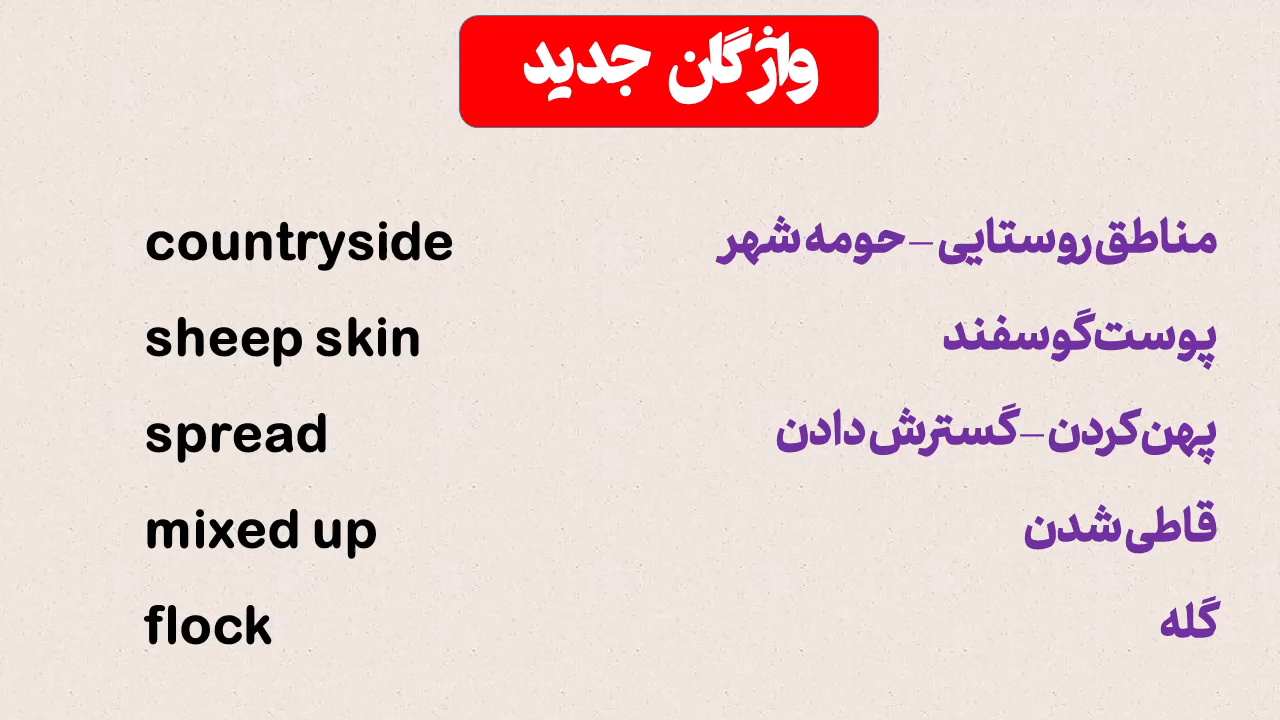 واژگان جدید
countryside مناطق روستایی – حومه شهر
sheep skin پوست گوسفند
spread پهن کردن – گسترش دادن
mixed up قاطی شدن
flock گله